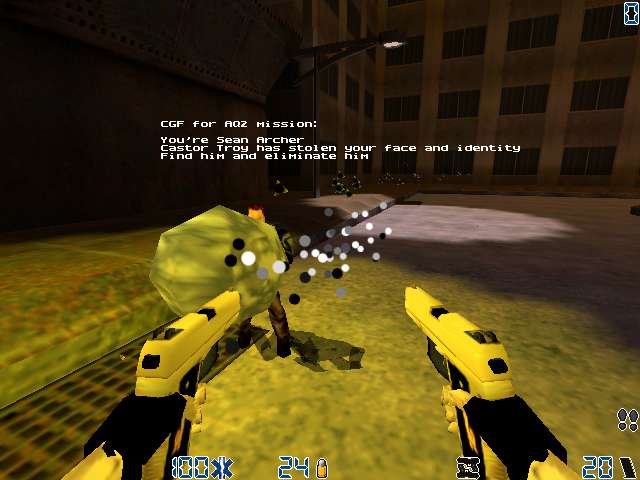 0
CGF for AQ2 mission:
You're Sean Archer
Castor Troy has stolen your face and identity
Find him and eliminate him
100 24 20